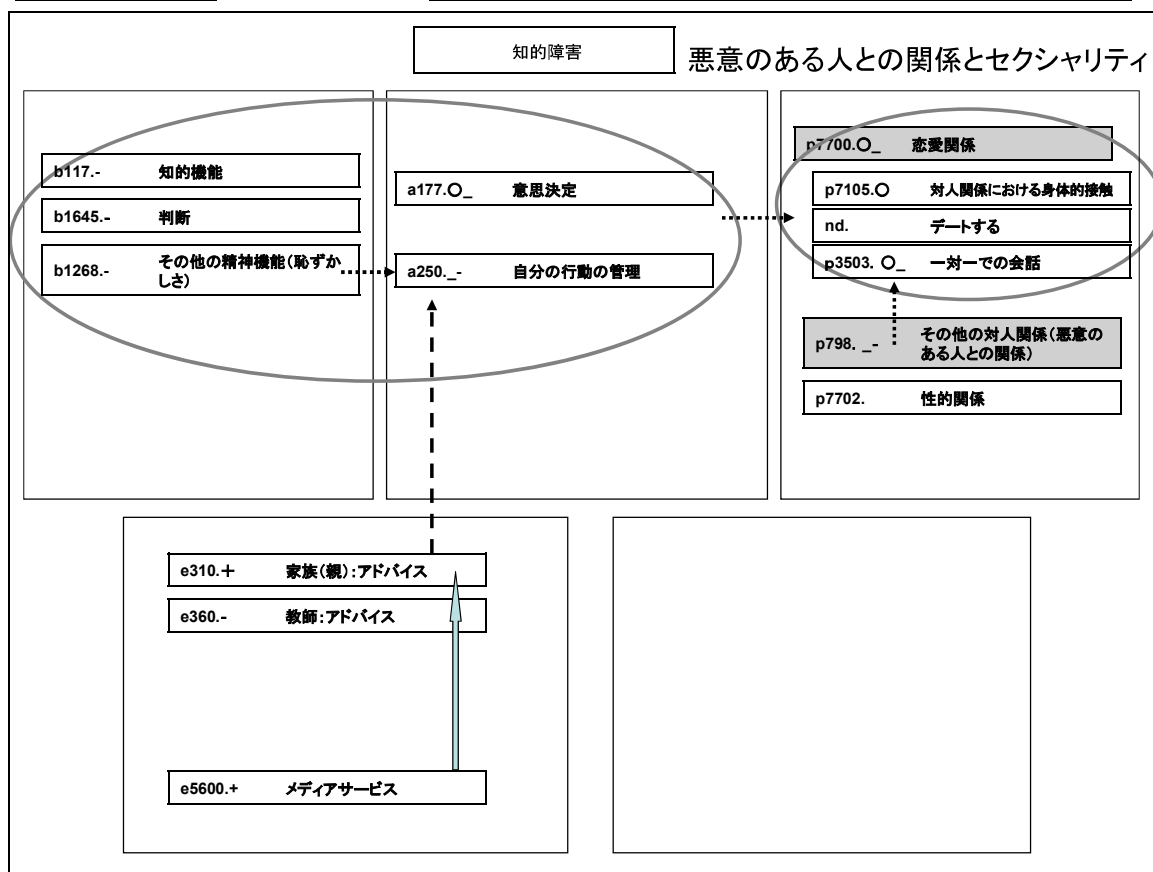 知的障害
悪意のある人との関係とセクシャリティ
b117.- 知的機能
b1645.- 判断
b1268.- その他の精神機能(恥ずか
しさ)
a177.○_ 意思決定
a250._- 自分の行動の管理
p7700.○_ 恋愛関係
p7105.○ 対人関係における身体的接触
nd. デートする
p3503. ○_ 一対一での会話
p798. _- その他の対人関係(悪意の
ある人との関係)
p7702. 性的関係
e310.+ 家族(親):アドバイス
e360.- 教師:アドバイス
e5600.+ メディアサービス